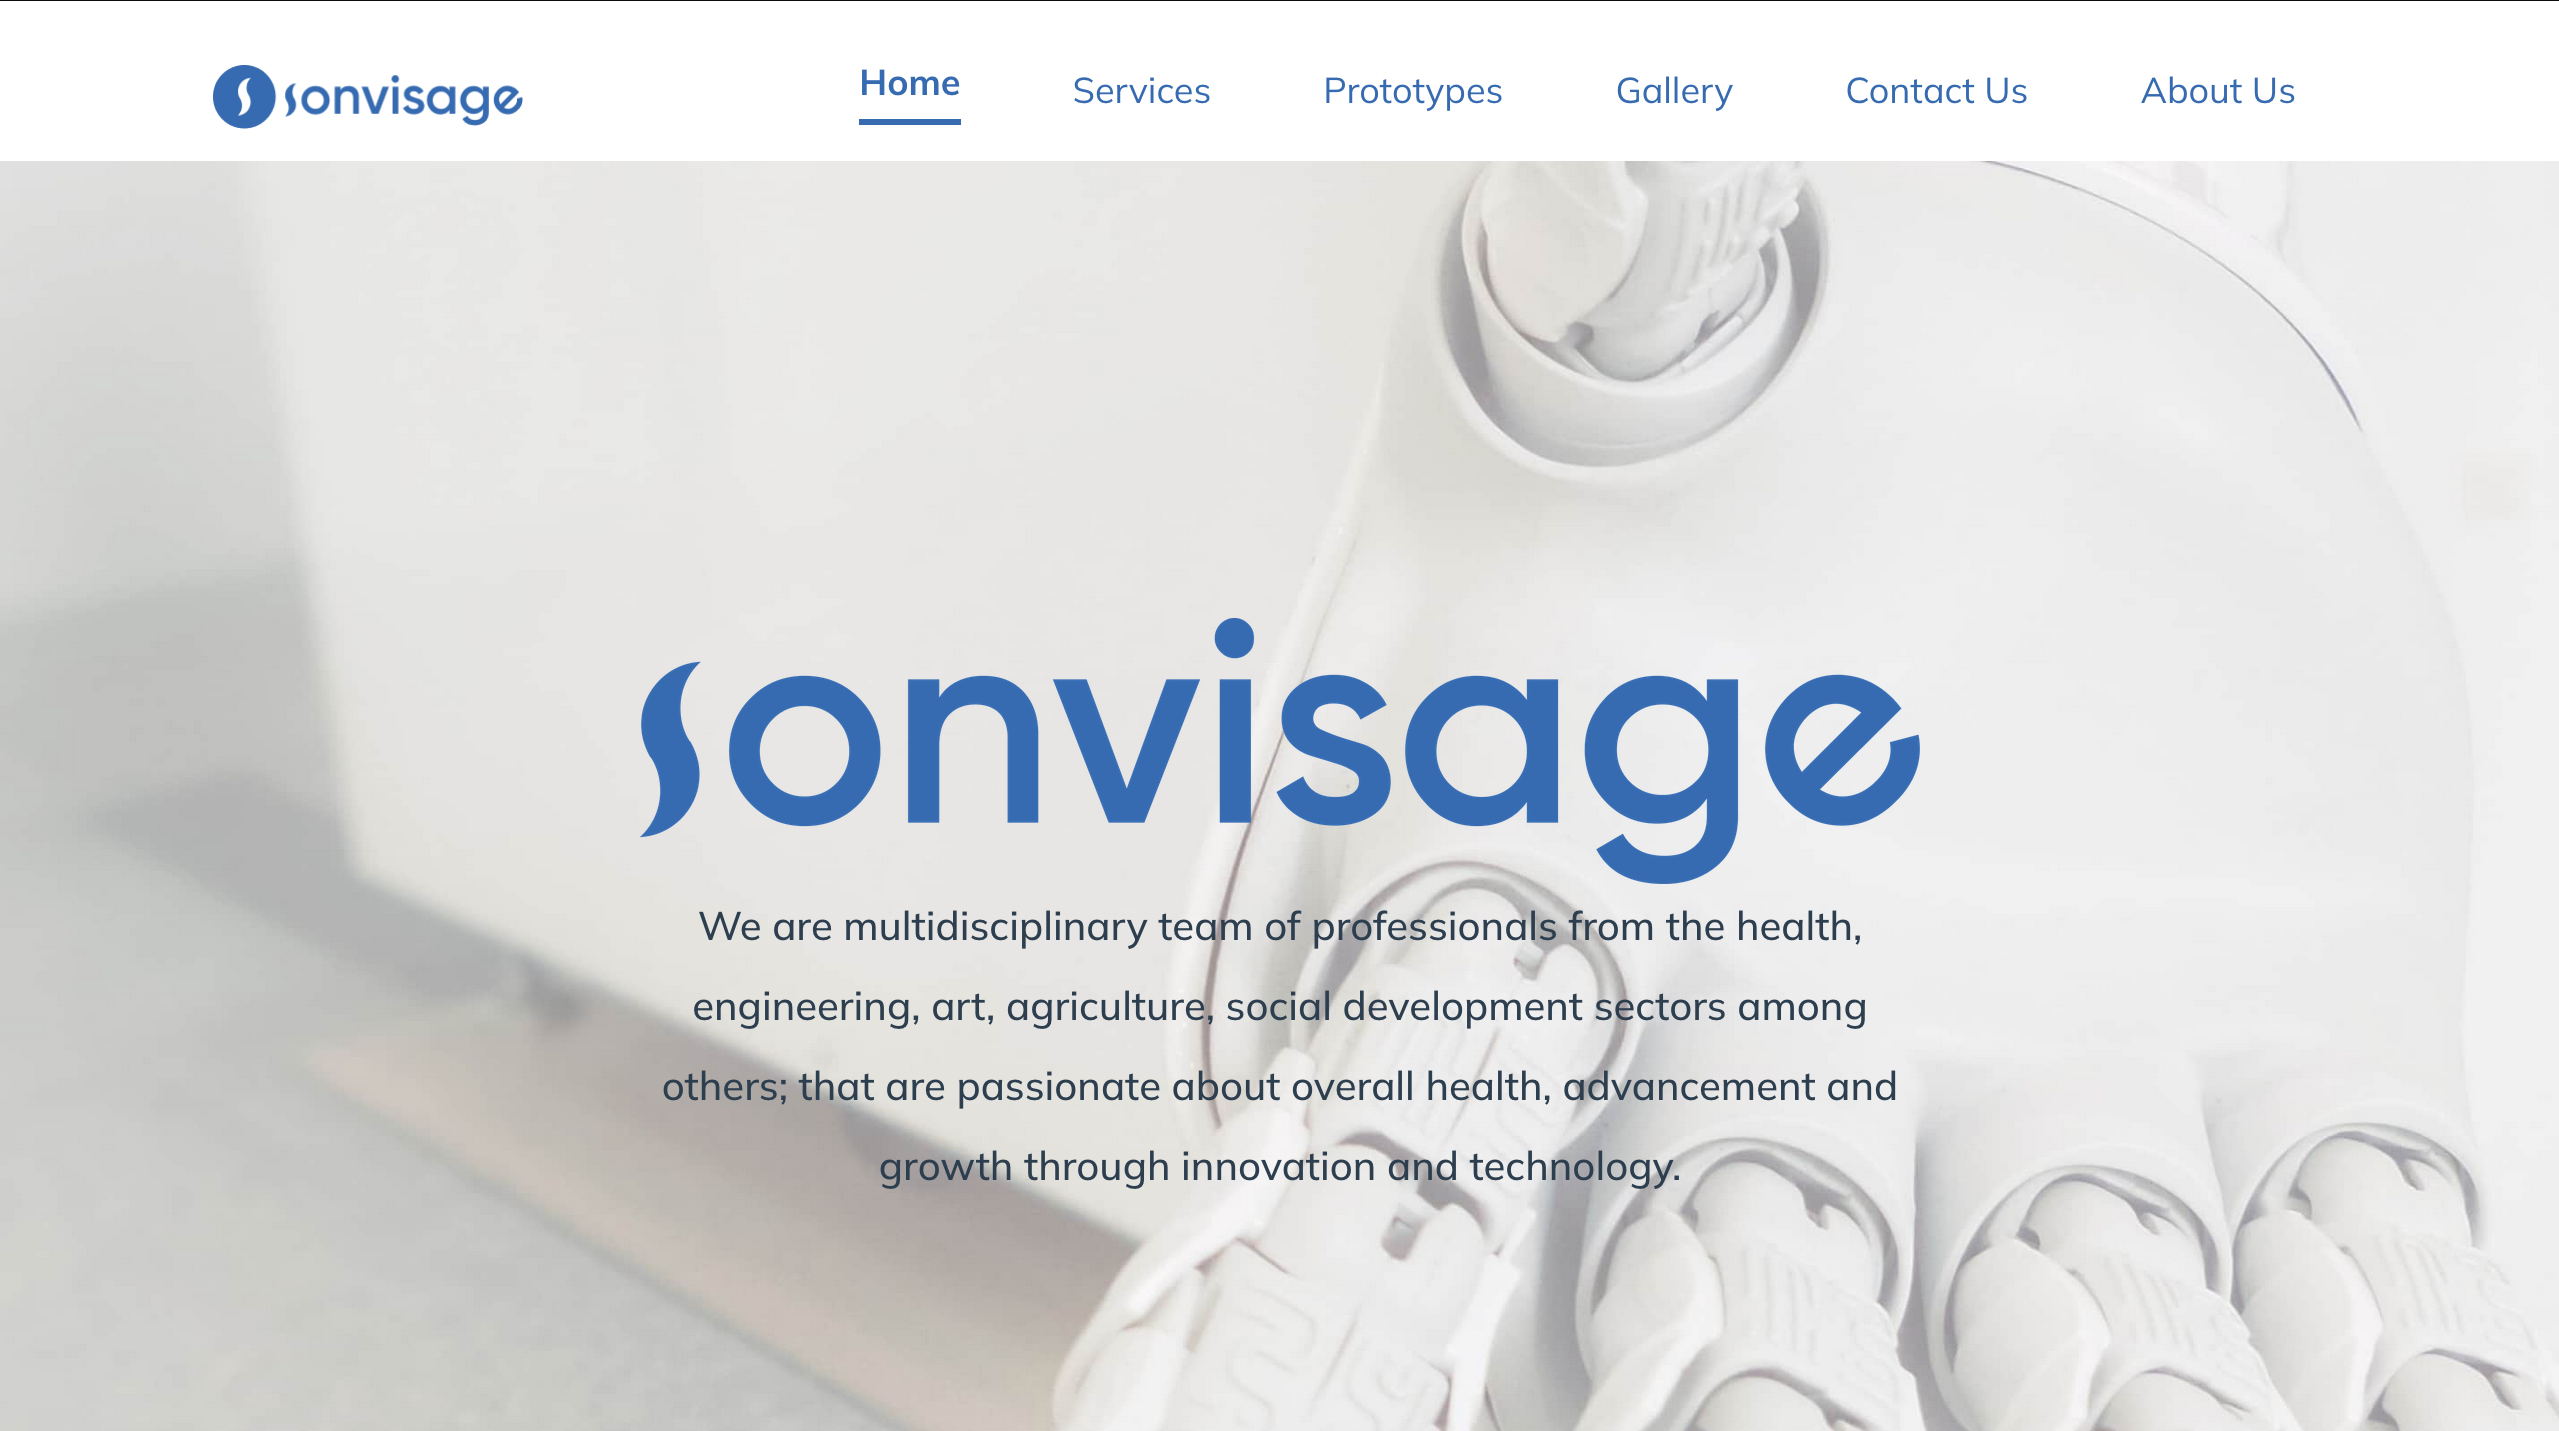 sonvisage
Home
Services
Prototypes
Gallery
Contact Us
About Us
sonvisage
We are multidisciplinary team of professionals from the health,
engineering, art, agriculture, social development sectors among
others; that are passionate about overall health, advancement and
growth through innovation and technology.